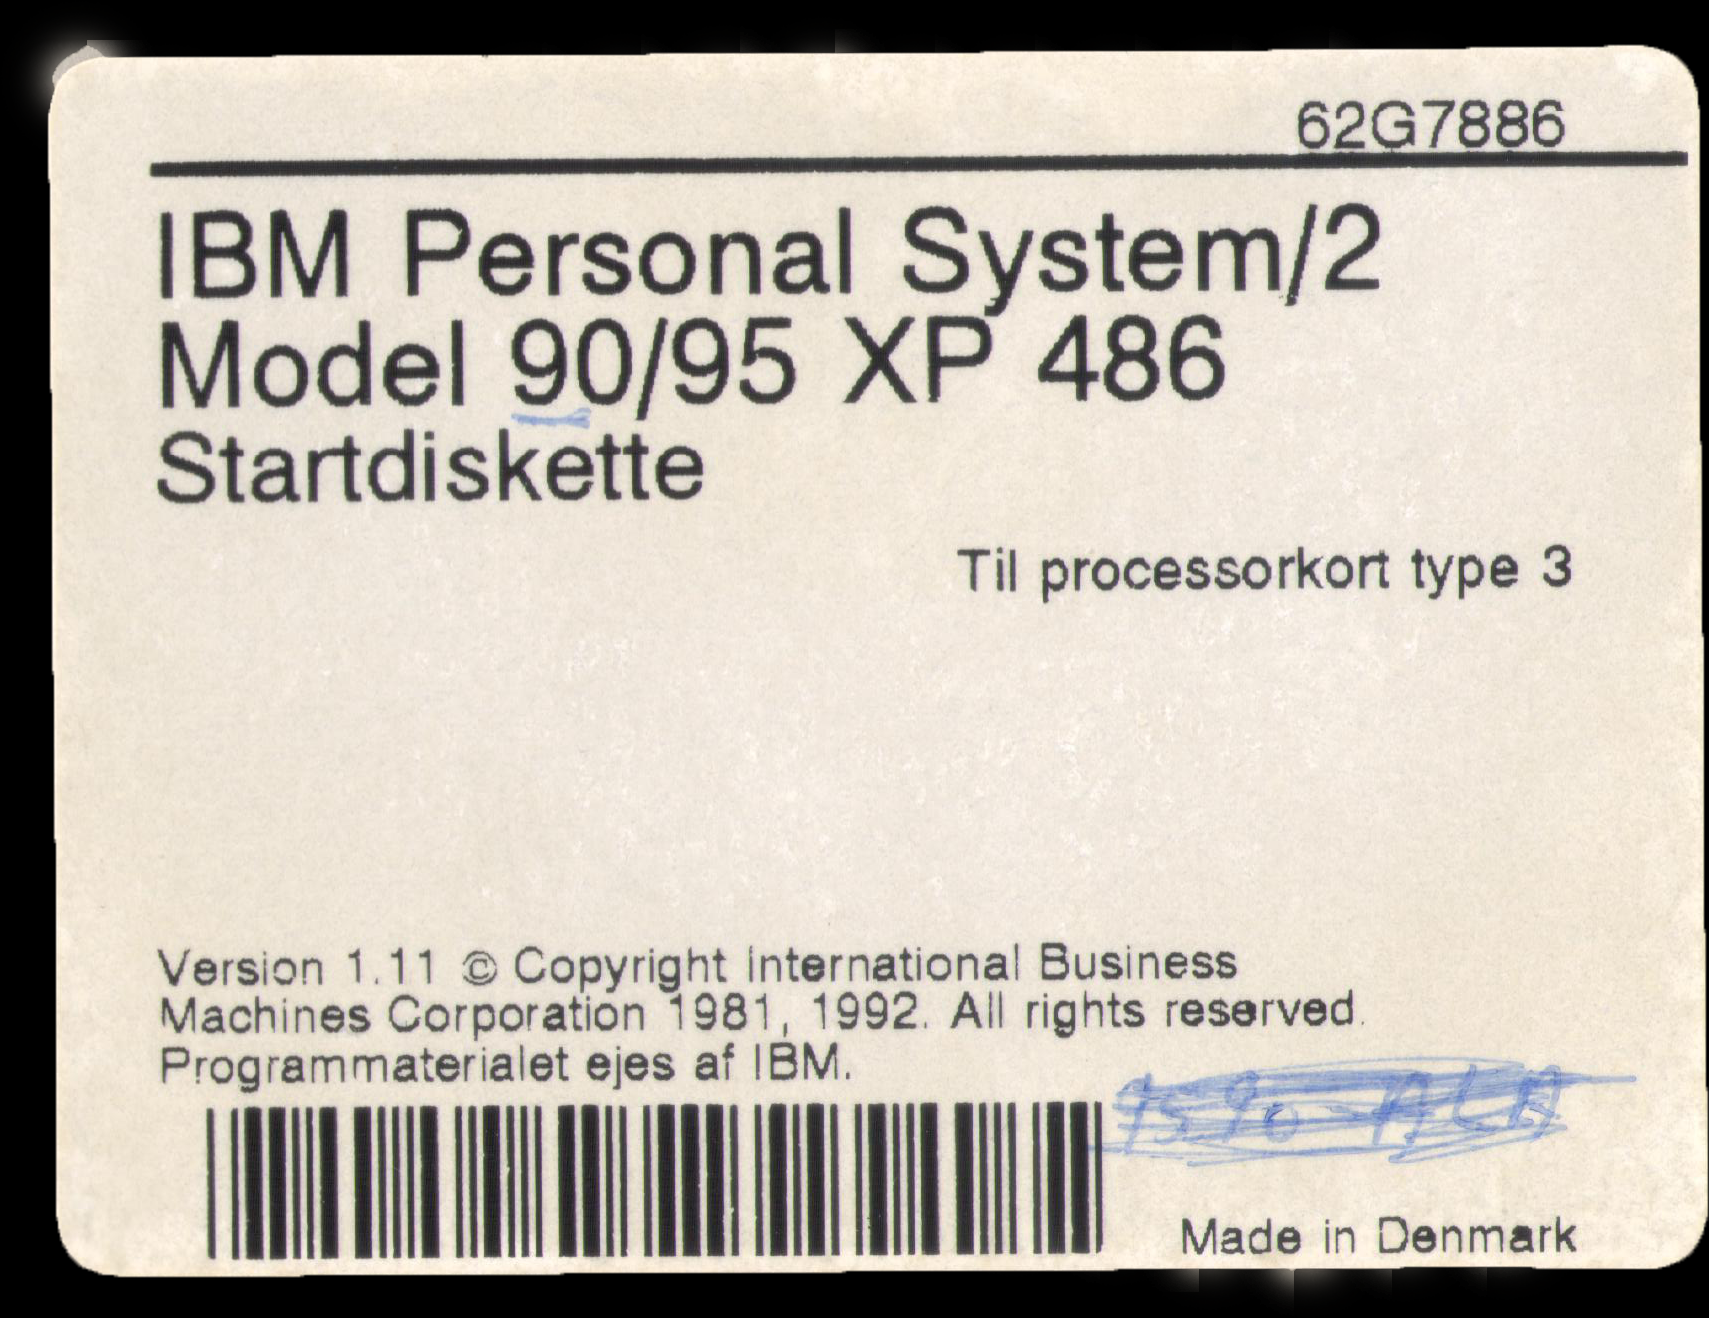 62G7886
IBM Personal System/2
Model 90/95 XP 486
Startdiskette
Til processorkort type 3
Version 1.11 © Copyright International Business
Machines Corporation 1981, 1992. All rights reserved.
Programmaterialet ejes af IBM.
Made in Denmark